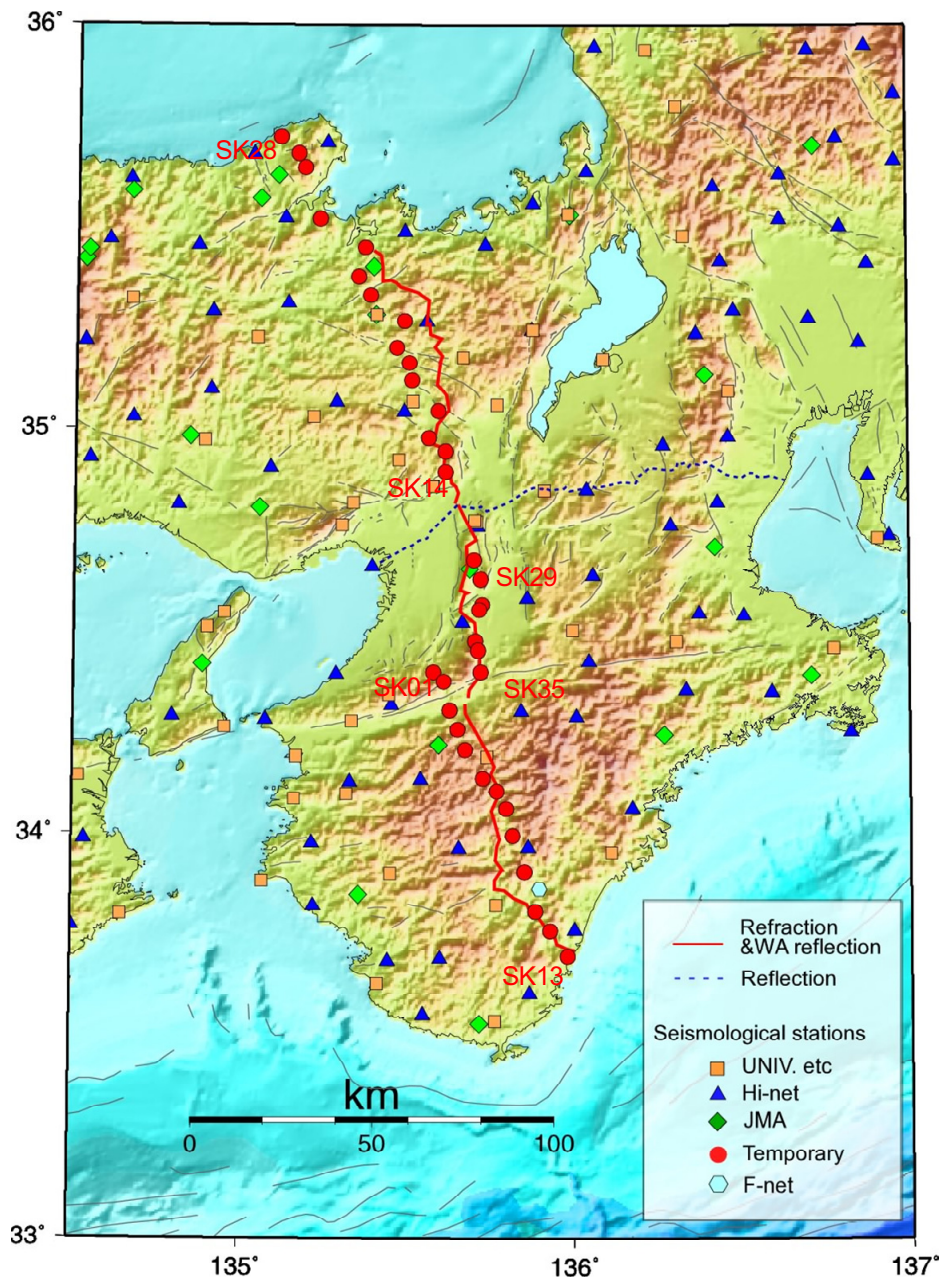 36°
SK28
35°
SK14
SK29
SK01
SK35
34°
SK13
Refraction
&WA reflection
Reflection
Seismological stations
UNIV. etc
Hi-net
JMA
Temporary
F-net
km
0 50 100
33°
135° 136° 137°